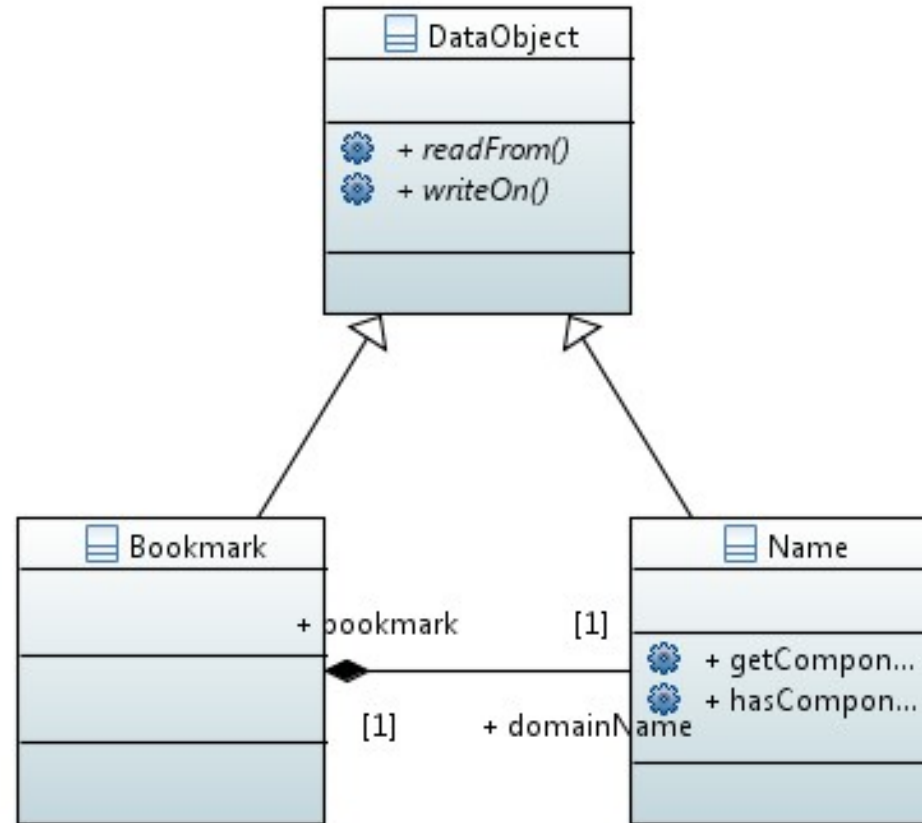 DataObject
+ readFrom()
+ writeOn()
Bookmark
Name
+ bookmark
[1]
+ getCompon...
+ hasCompon...
[1]
+ domainName